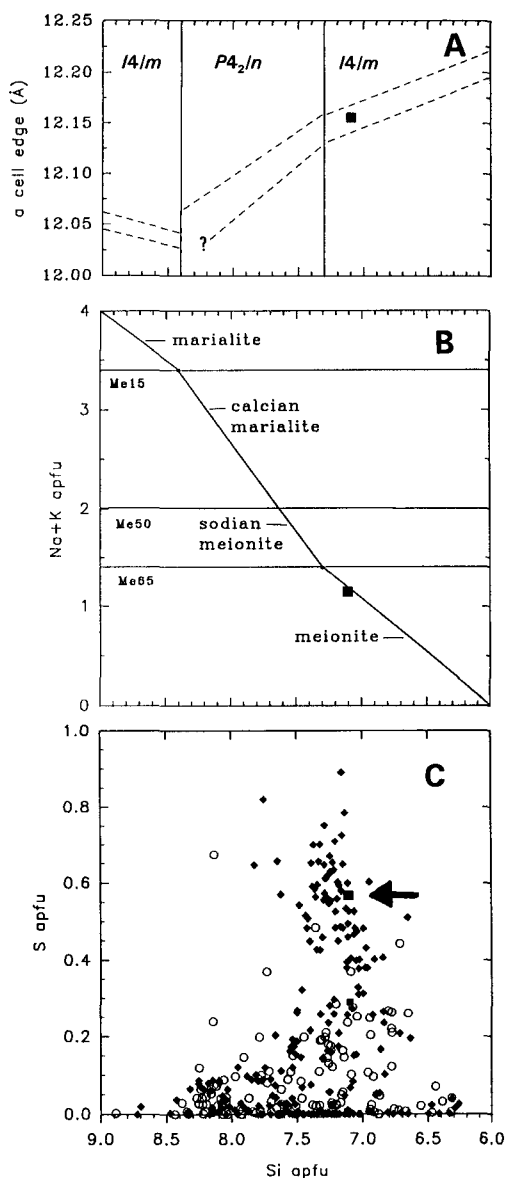 12.25
A
I4/m
P4₂/n
I4/m
12.20
12.15
12.10
12.05
12.00
a cell edge (Å)
?
4
B
marialite
Me15
3
calcian
marialite
2
Me50
sodian
meionite
Me65
1
meionite
0
Na+K apfu
1.0
C
0.8
0.6
0.4
0.2
0.0
S apfu
9.0 8.5 8.0 7.5 7.0 6.5 6.0
Si apfu